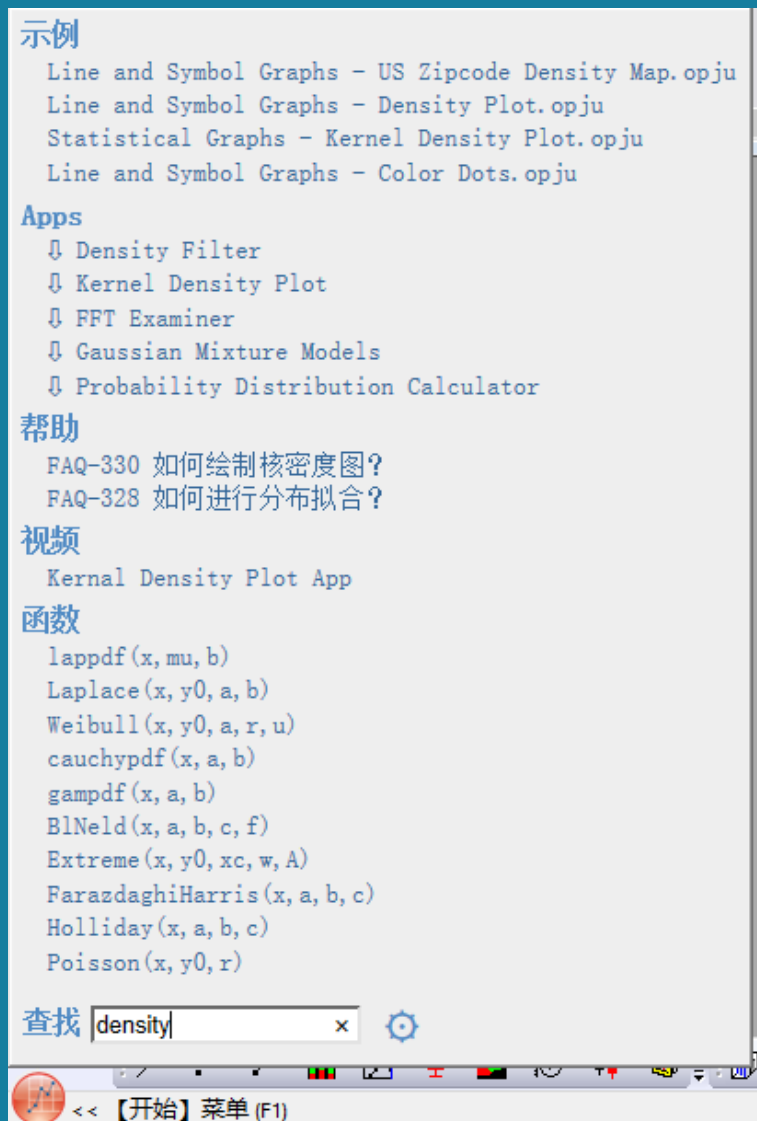 示例
Line and Symbol Graphs - US Zipcode Density Map.opju
Line and Symbol Graphs - Density Plot.opju
Statistical Graphs - Kernel Density Plot.opju
Line and Symbol Graphs - Color Dots.opju
Apps
⇩ Density Filter
⇩ Kernel Density Plot
⇩ FFT Examiner
⇩ Gaussian Mixture Models
⇩ Probability Distribution Calculator
帮助
FAQ-330 如何绘制核密度图?
FAQ-328 如何进行分布拟合?
视频
Kernal Density Plot App
函数
lappdf(x,mu,b)
Laplace(x,y0,a,b)
Weibull(x,y0,a,r,u)
cauchypdf(x,a,b)
gampdf(x,a,b)
BlNeld(x,a,b,c,f)
Extreme(x,y0,xc,w,A)
FarazdaghiHarris(x,a,b,c)
Holliday(x,a,b,c)
Poisson(x,y0,r)
查找 density ×
<< 【开始】菜单 (F1)